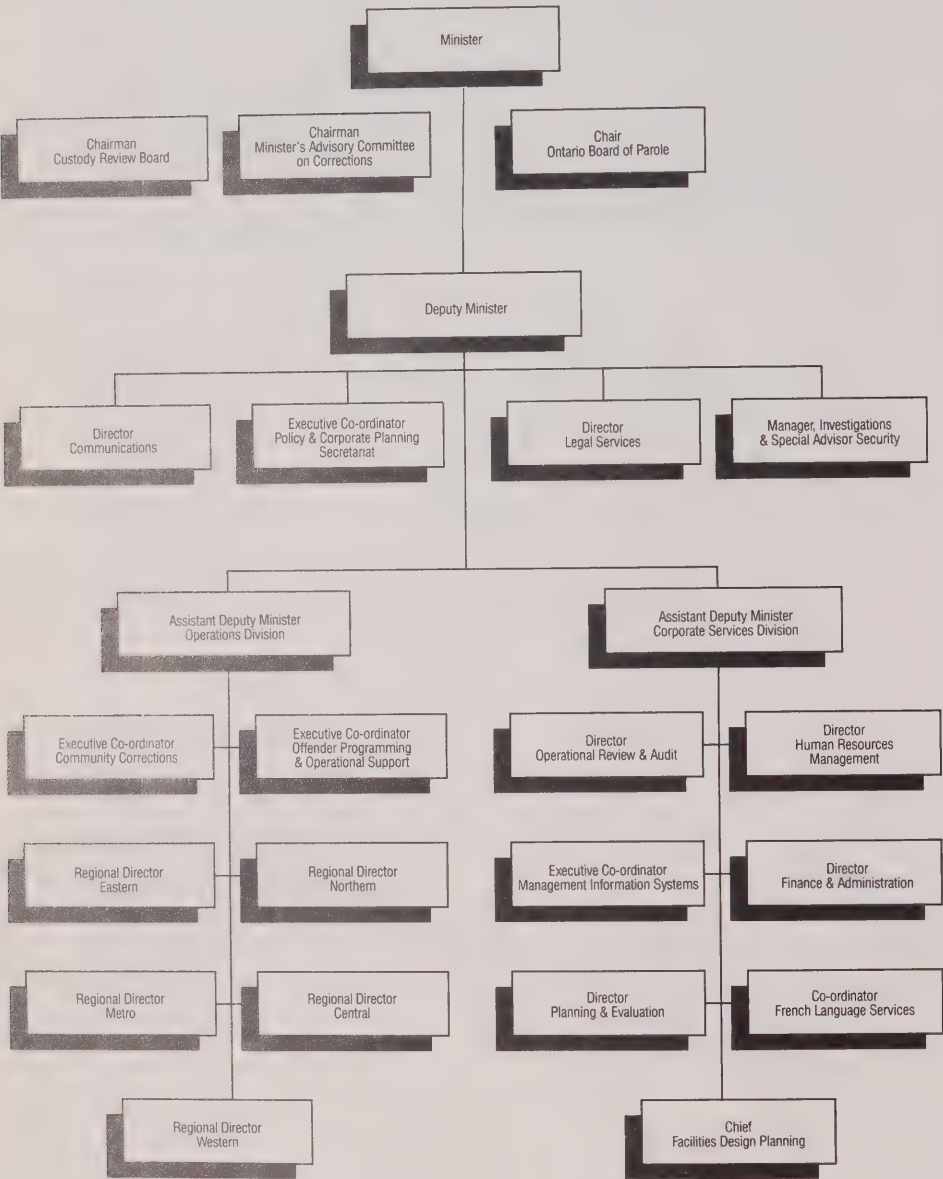 Minister
Chairman
Custody Review Board
Chairman
Minister's Advisory Committee
on Corrections
Chair
Ontario Board of Parole
Deputy Minister
Director
Communications
Executive Co-ordinator
Policy & Corporate Planning
Secretariat
Director
Legal Services
Manager, Investigations
& Special Advisor Security
Assistant Deputy Minister
Operations Division
Assistant Deputy Minister
Corporate Services Division
Executive Co-ordinator
Community Corrections
Executive Co-ordinator
Offender Programming
& Operational Support
Director
Operational Review & Audit
Director
Human Resources
Management
Regional Director
Eastern
Regional Director
Northern
Executive Co-ordinator
Management Information Systems
Director
Finance & Administration
Regional Director
Metro
Regional Director
Central
Director
Planning & Evaluation
Co-ordinator
French Language Services
Regional Director
Western
Chief
Facilities Design Planning